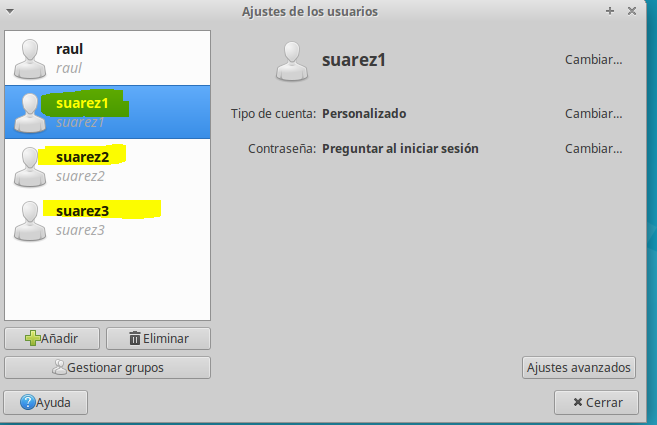 Ajustes de los usuarios
raul
raul
suarez1
suarez1
suarez2
suarez2
suarez3
suarez3
Añadir
Eliminar
Gestionar grupos
Ayuda
suarez1 Cambiar...
Tipo de cuenta: Personalizado Cambiar...
Contraseña: Preguntar al iniciar sesión Cambiar...
Ajustes avanzados
Cerrar